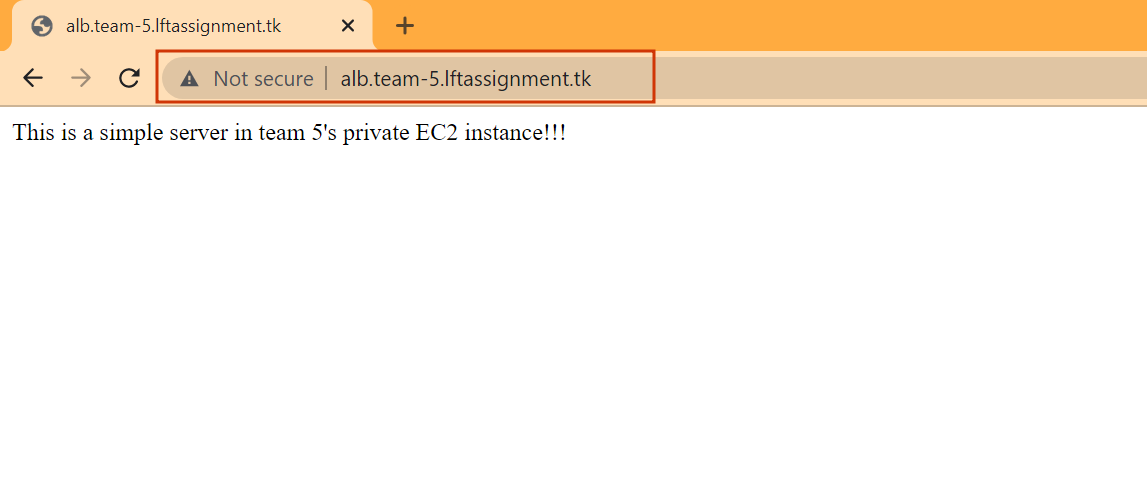 alb.team-5.lftassignment.tk
Not secure | alb.team-5.lftassignment.tk
This is a simple server in team 5's private EC2 instance!!!